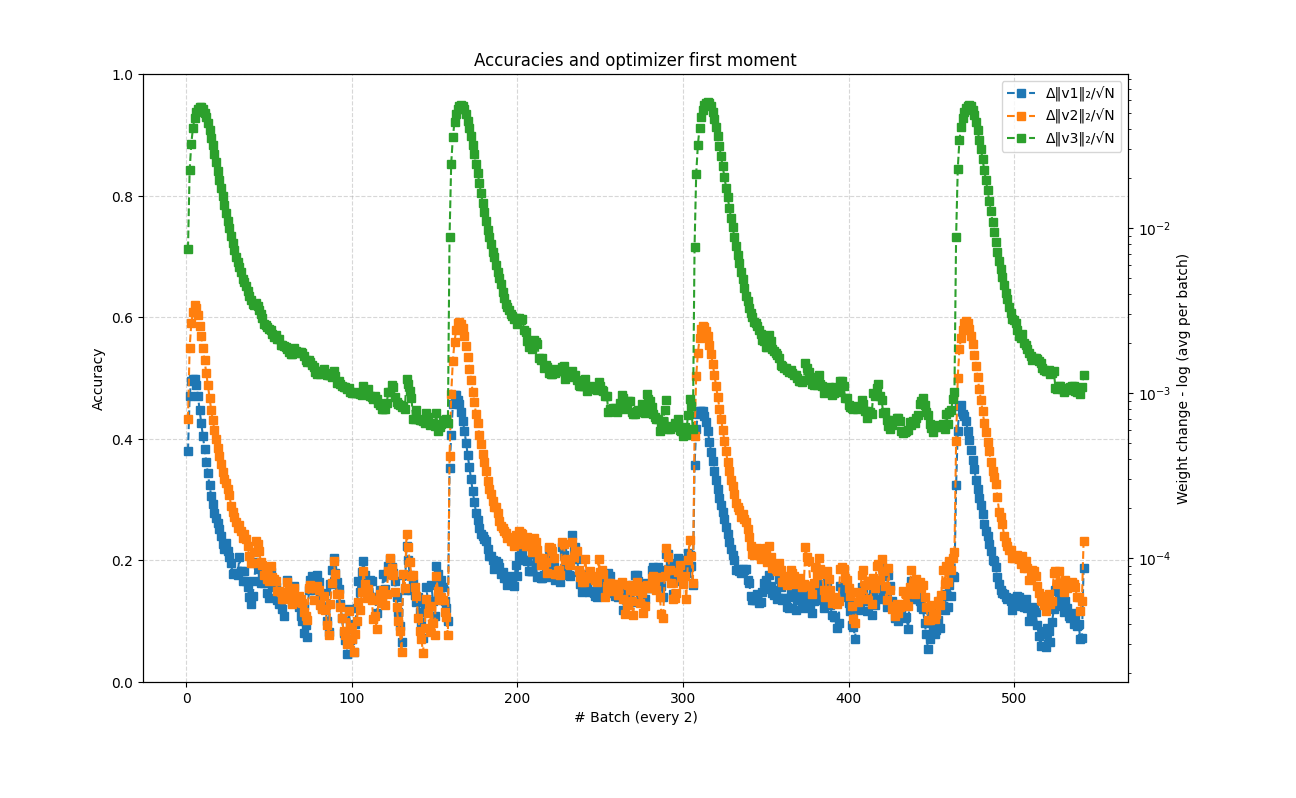 Accuracies and optimizer first moment
Δ‖v1‖₂/√N
Δ‖v2‖₂/√N
Δ‖v3‖₂/√N
1.0
0.8
0.6
0.4
0.2
0.0
Accuracy
10⁻²
10⁻³
10⁻⁴
Weight change - log (avg per batch)
0 100 200 300 400 500
# Batch (every 2)